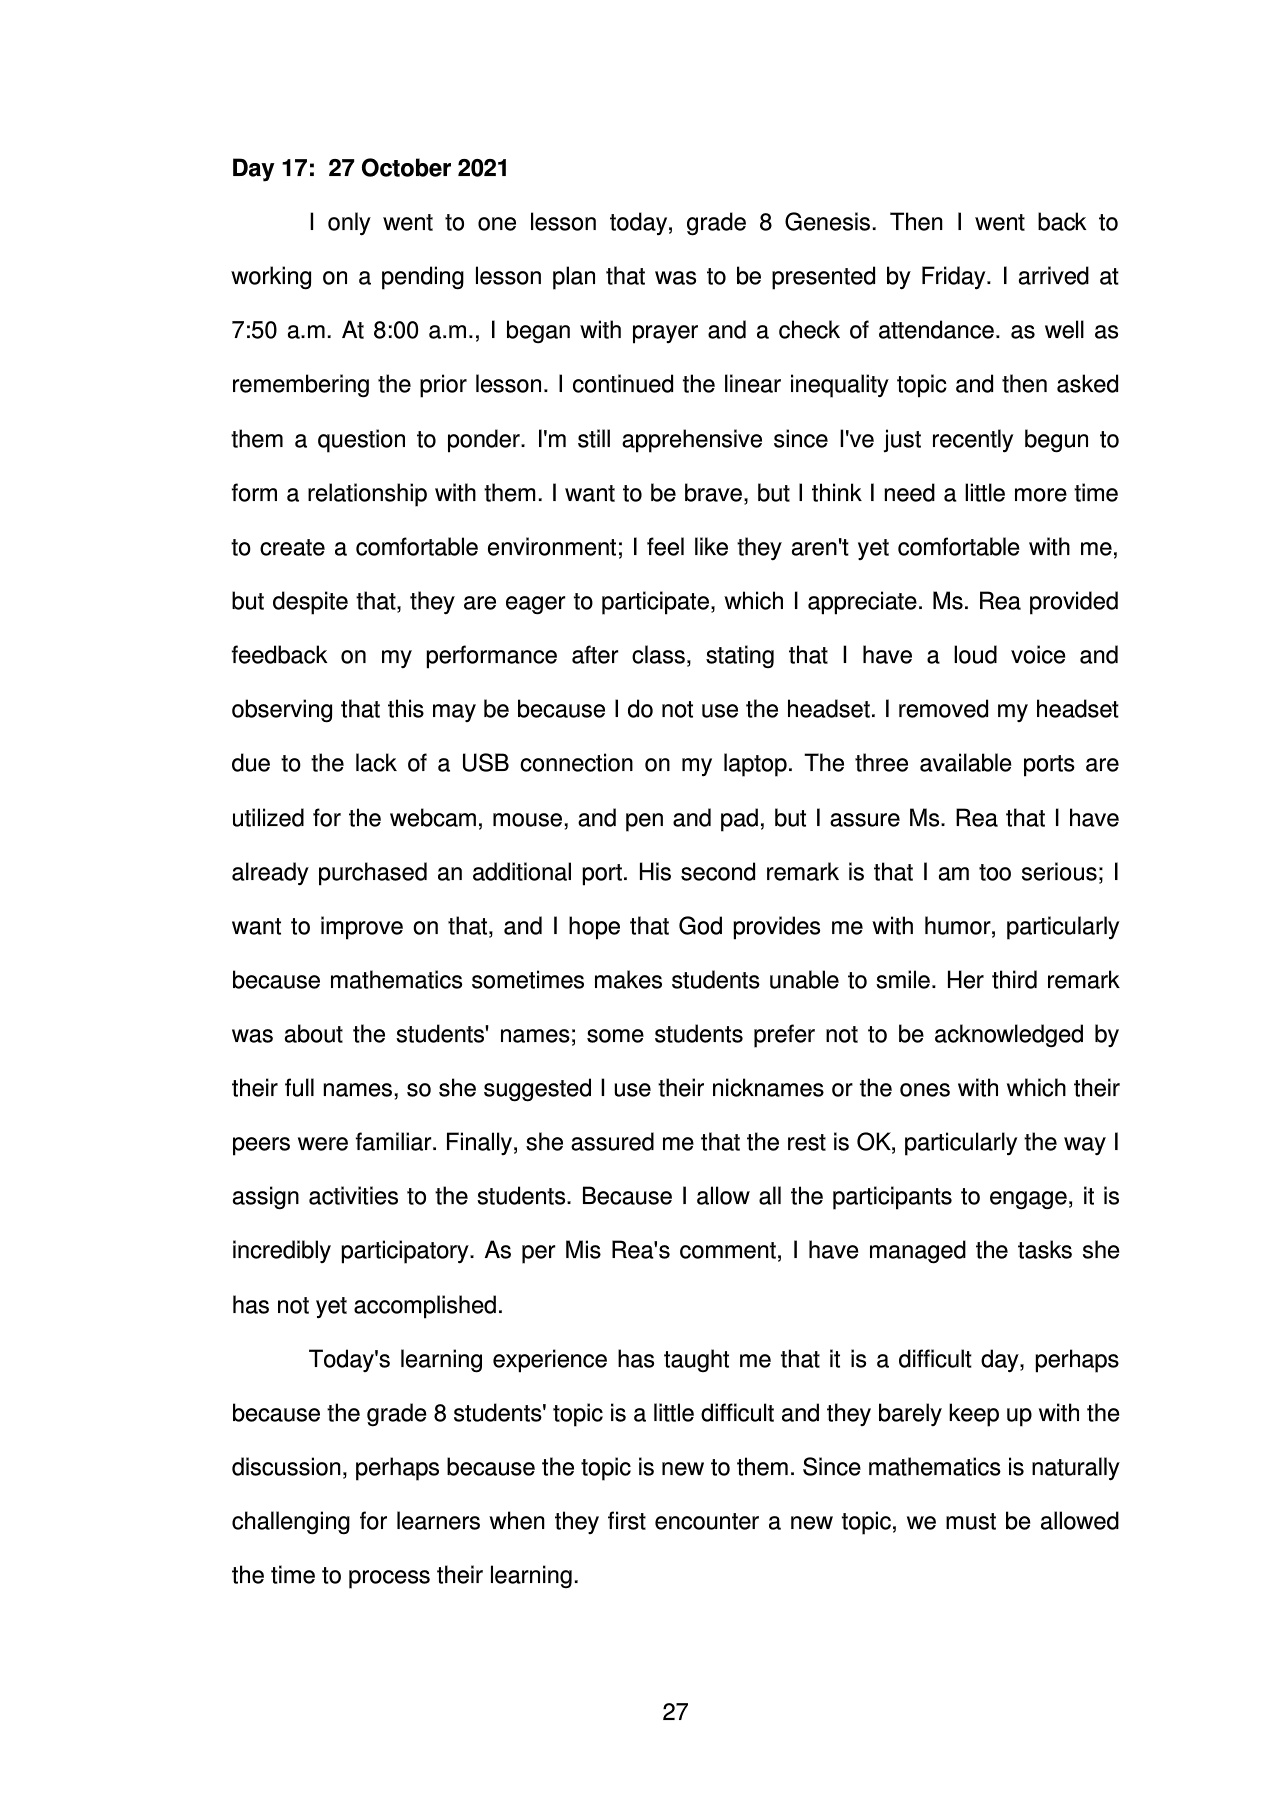 Day 17:  27 October 2021
I only went to one lesson today, grade 8 Genesis. Then I went back to
working on a pending lesson plan that was to be presented by Friday. I arrived at
7:50 a.m. At 8:00 a.m., I began with prayer and a check of attendance. as well as
remembering the prior lesson. I continued the linear inequality topic and then asked
them a question to ponder. I'm still apprehensive since I've just recently begun to
form a relationship with them. I want to be brave, but I think I need a little more time
to create a comfortable environment; I feel like they aren't yet comfortable with me,
but despite that, they are eager to participate, which I appreciate. Ms. Rea provided
feedback on my performance after class, stating that I have a loud voice and
observing that this may be because I do not use the headset. I removed my headset
due to the lack of a USB connection on my laptop. The three available ports are
utilized for the webcam, mouse, and pen and pad, but I assure Ms. Rea that I have
already purchased an additional port. His second remark is that I am too serious; I
want to improve on that, and I hope that God provides me with humor, particularly
because mathematics sometimes makes students unable to smile. Her third remark
was about the students' names; some students prefer not to be acknowledged by
their full names, so she suggested I use their nicknames or the ones with which their
peers were familiar. Finally, she assured me that the rest is OK, particularly the way I
assign activities to the students. Because I allow all the participants to engage, it is
incredibly participatory. As per Mis Rea's comment, I have managed the tasks she
has not yet accomplished.
Today's learning experience has taught me that it is a difficult day, perhaps
because the grade 8 students' topic is a little difficult and they barely keep up with the
discussion, perhaps because the topic is new to them. Since mathematics is naturally
challenging for learners when they first encounter a new topic, we must be allowed
the time to process their learning.
27